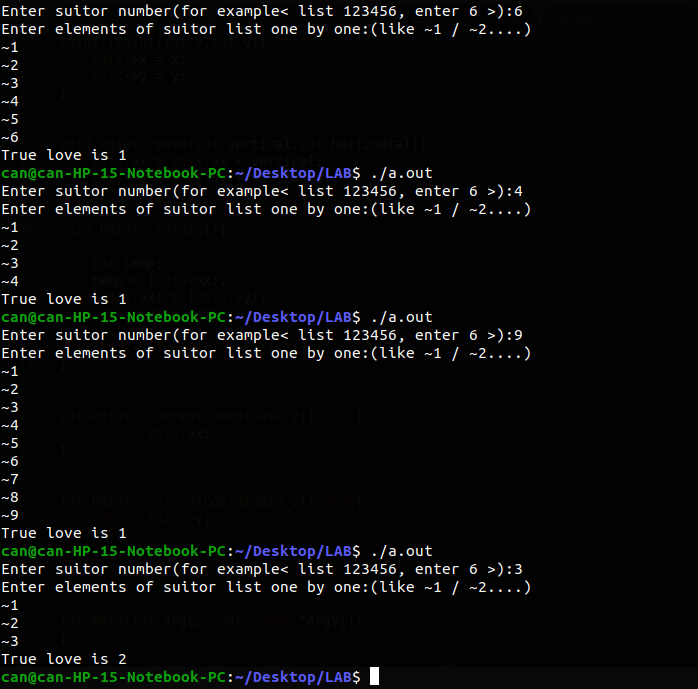 Enter suitor number(for example< list 123456, enter 6 >):6
Enter elements of suitor list one by one:(like ~1 / ~2....)
~1
~2
~3
~4
~5
~6
True love is 1
can@can-HP-15-Notebook-PC:~/Desktop/LAB$ ./a.out
Enter suitor number(for example< list 123456, enter 6 >):4
Enter elements of suitor list one by one:(like ~1 / ~2....)
~1
~2
~3
~4
True love is 1
can@can-HP-15-Notebook-PC:~/Desktop/LAB$ ./a.out
Enter suitor number(for example< list 123456, enter 6 >):9
Enter elements of suitor list one by one:(like ~1 / ~2....)
~1
~2
~3
~4
~5
~6
~7
~8
~9
True love is 1
can@can-HP-15-Notebook-PC:~/Desktop/LAB$ ./a.out
Enter suitor number(for example< list 123456, enter 6 >):3
Enter elements of suitor list one by one:(like ~1 / ~2....)
~1
~2
~3
True love is 2
can@can-HP-15-Notebook-PC:~/Desktop/LAB$